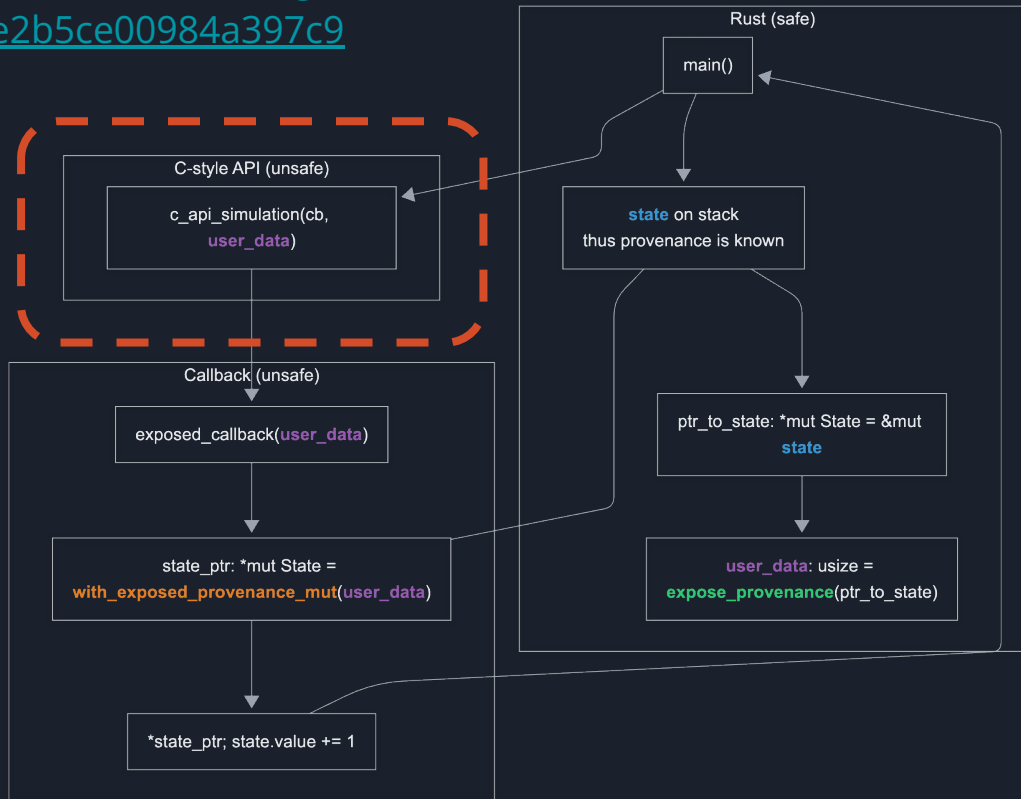 e2b5ce00984a397c9
Rust (safe)
main()
C-style API (unsafe)
c_api_simulation(cb,
user_data)
state on stack
thus provenance is known
Callback (unsafe)
exposed_callback(user_data)
ptr_to_state: *mut State = &mut
state
state_ptr: *mut State =
with_exposed_provenance_mut(user_data)
user_data: usize =
expose_provenance(ptr_to_state)
*state_ptr; state.value += 1